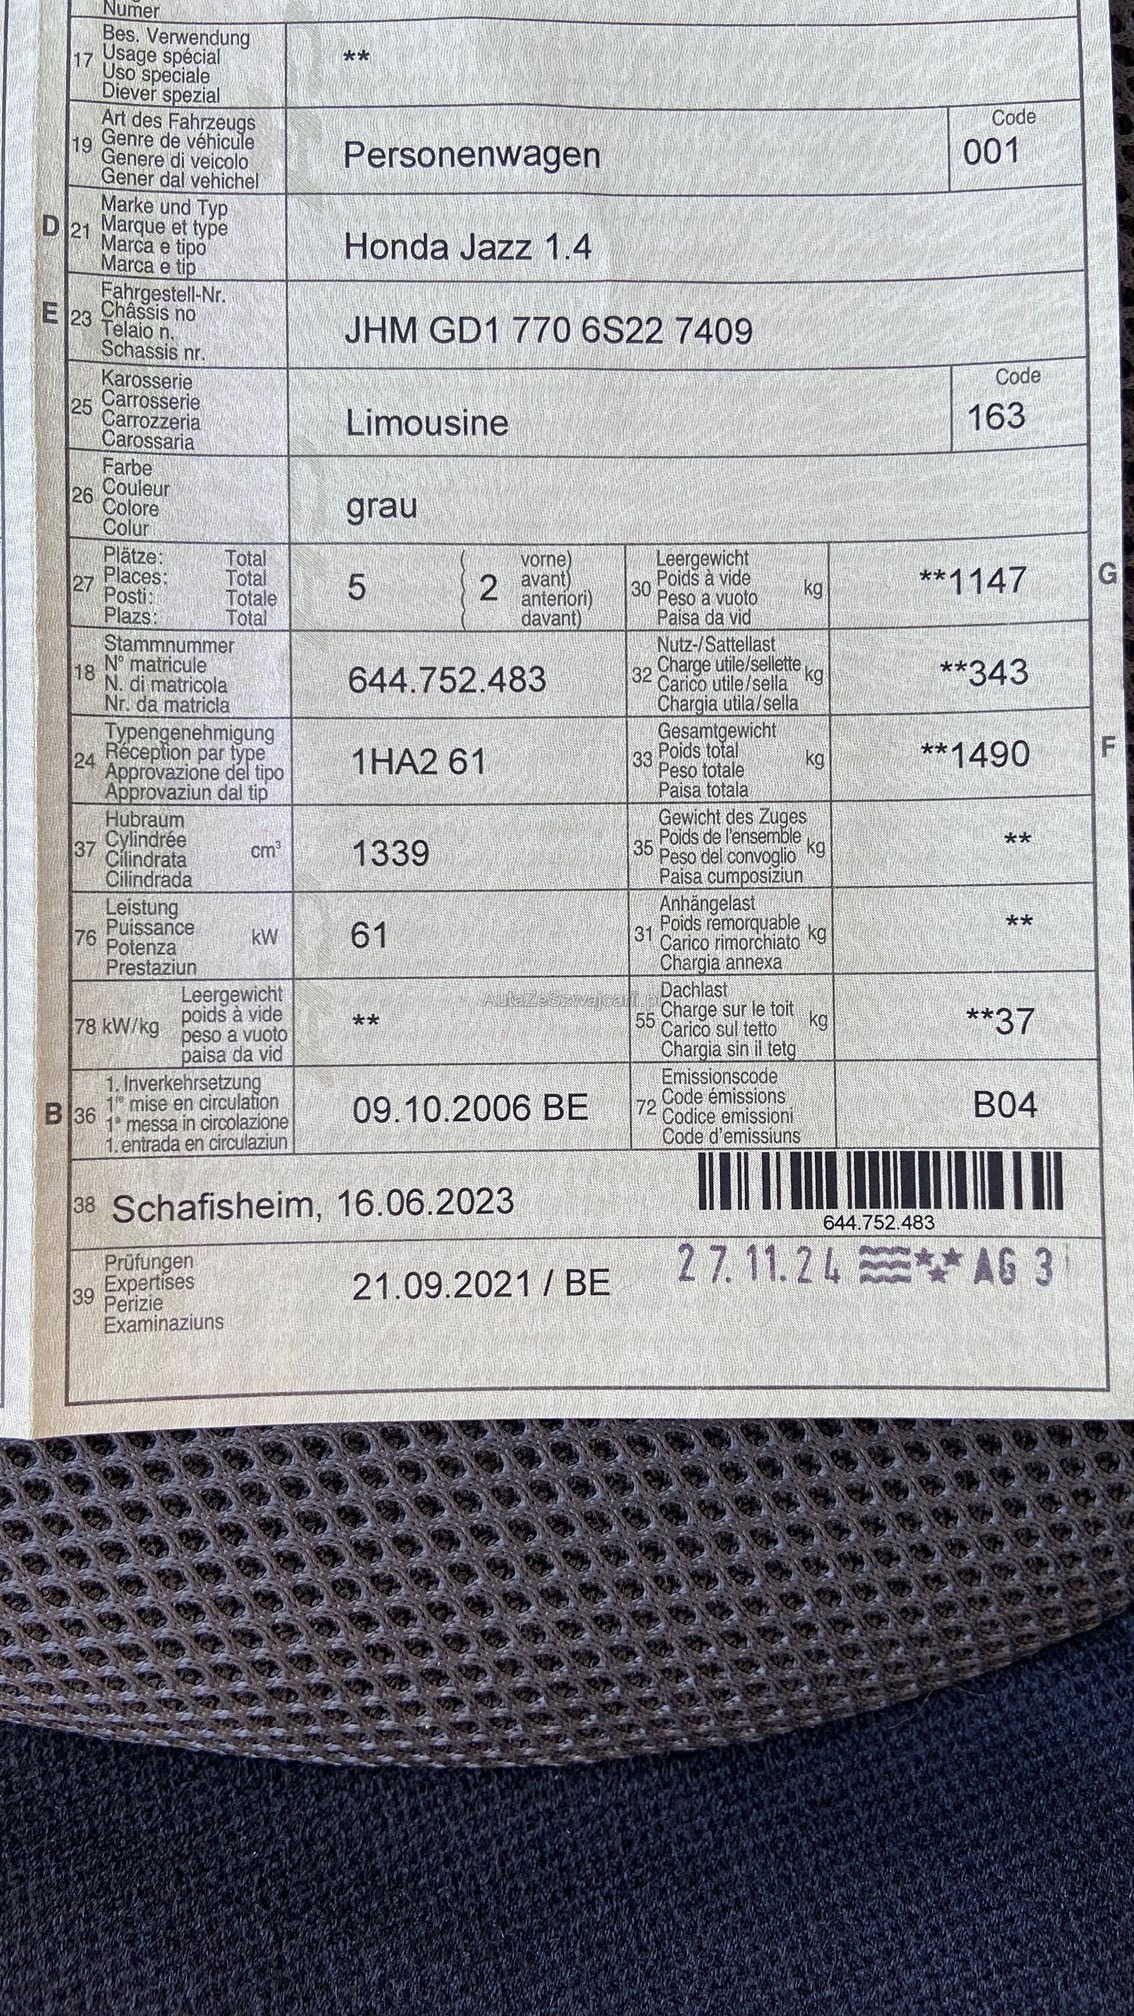 Numer
17 Bes. Verwendung
Usage spécial
Uso speciale
Diever spezial
**
19 Art des Fahrzeugs
Genre de véhicule
Genere di veicolo
Gener dal vehichel
Personenwagen
Code
001
D 21 Marke und Typ
Marque et type
Marca e tipo
Marca e tip
Honda Jazz 1.4
E 23 Fahrgestell-Nr.
Châssis no
Telaio n.
Schassis nr.
JHM GD1 770 6S22 7409
25 Karosserie
Carrosserie
Carrozzeria
Carossaria
Limousine
Code
163
26 Farbe
Couleur
Colore
Colur
grau
27 Plätze: Total
Places: Total
Posti: Totale
Plazs: Total
5
2
vorne)
avant)
anteriori)
davant)
30 Leergewicht
Poids à vide
Peso a vuoto
Paisa da vid
kg
**1147
G
18 Stammnummer
N° matricule
N. di matricola
Nr. da matricla
644.752.483
32 Nutz-/Sattellast
Charge utile/sellette
Carico utile/sella
Chargia utila/sella
kg
**343
24 Typengenehmigung
Réception par type
Approvazione del tipo
Approvaziun dal tip
1HA2 61
33 Gesamtgewicht
Poids total
Peso totale
Paisa totala
kg
**1490
F
37 Hubraum
Cylindrée
Cilindrata
Cilindrada
cm³
1339
35 Gewicht des Zuges
Poids de l'ensemble
Peso del convoglio
Paisa cumposiziun
kg
**
76 Leistung
Puissance
Potenza
Prestaziun
kW
61
31 Anhängelast
Poids remorquable
Carico rimorchiato
Chargia annexa
kg
**
78 kW/kg
Leergewicht
poids à vide
peso a vuoto
paisa da vid
**
55 Dachlast
Charge sur le toit
Carico sul tetto
Chargia sin il tetg
kg
**37
B 36 1. Inverkehrsetzung
1re mise en circulation
1a messa in circolazione
1. entrada en circulaziun
09.10.2006 BE
72 Emissionscode
Code émissions
Codice emissioni
Code d'emissiuns
B04
38 Schafisheim, 16.06.2023
644.752.483
39 Prüfungen
Expertises
Perizie
Examinaziuns
21.09.2021 / BE
27.11.24 AG 3